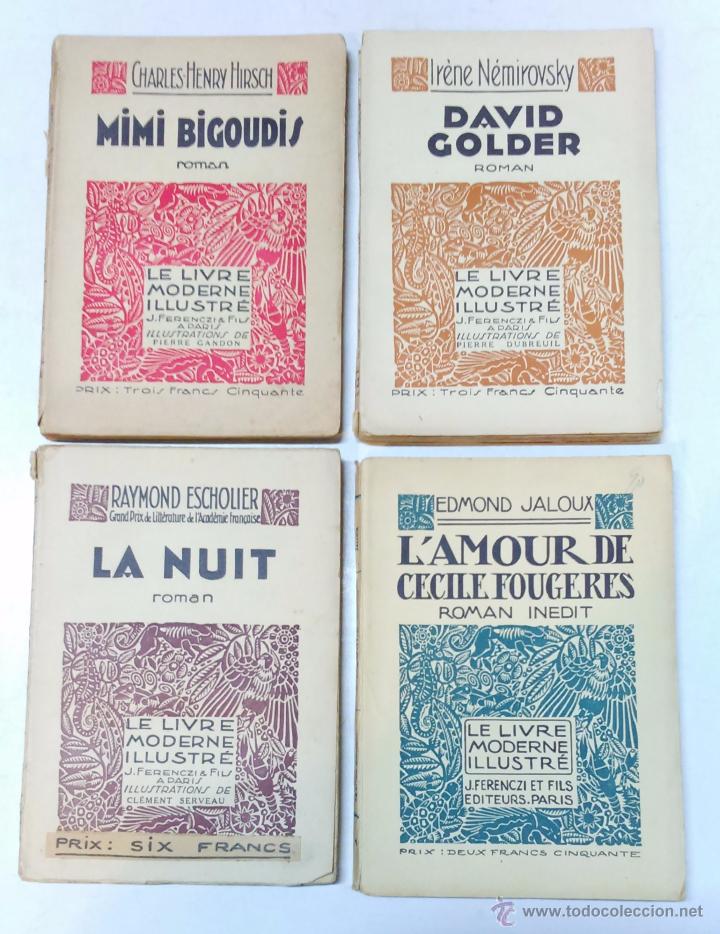 CHARLES-HENRY HIRSCH
MIMI BIGOUDIS
roman
LE LIVRE
MODERNE
ILLUSTRÉ
J. FERENCZI & FILS
A PARIS
ILLUSTRATIONS DE
PIERRE GANDON
PRIX : Trois Francs Cinquante
Irène Némirovsky
DAVID
GOLDER
ROMAN
LE LIVRE
MODERNE
ILLUSTRÉ
J. FERENCZI & FILS
A PARIS
ILLUSTRATIONS DE
PIERRE DUBREUIL
PRIX : Trois Francs Cinquante
RAYMOND ESCHOLIER
Grand Prix de Littérature de l'Académie française
LA NUIT
roman
LE LIVRE
MODERNE
ILLUSTRÉ
J. FERENCZI & FILS
A PARIS
ILLUSTRATIONS DE
CLÉMENT SERVEAU
PRIX : SIX FRANCS
EDMOND JALOUX
L'AMOUR DE
CECILE FOUGERES
ROMAN INEDIT
LE LIVRE
MODERNE
ILLUSTRÉ
J. FERENCZI ET FILS
EDITEURS. PARIS
PRIX : DEUX FRANCS CINQUANTE
© www.todocoleccion.net